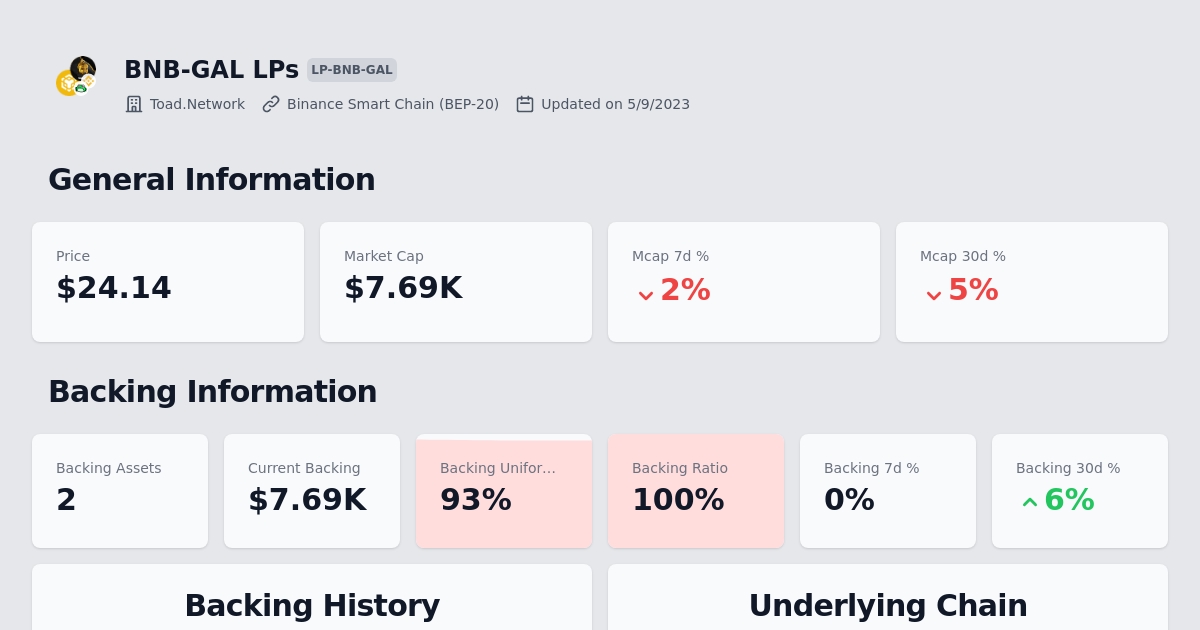 BNB-GAL LPs LP-BNB-GAL
Toad.Network Binance Smart Chain (BEP-20) Updated on 5/9/2023
General Information
Price
$24.14
Market Cap
$7.69K
Mcap 7d %
2%
Mcap 30d %
5%
Backing Information
Backing Assets
2
Current Backing
$7.69K
Backing Unifor...
93%
Backing Ratio
100%
Backing 7d %
0%
Backing 30d %
6%
Backing History
Underlying Chain